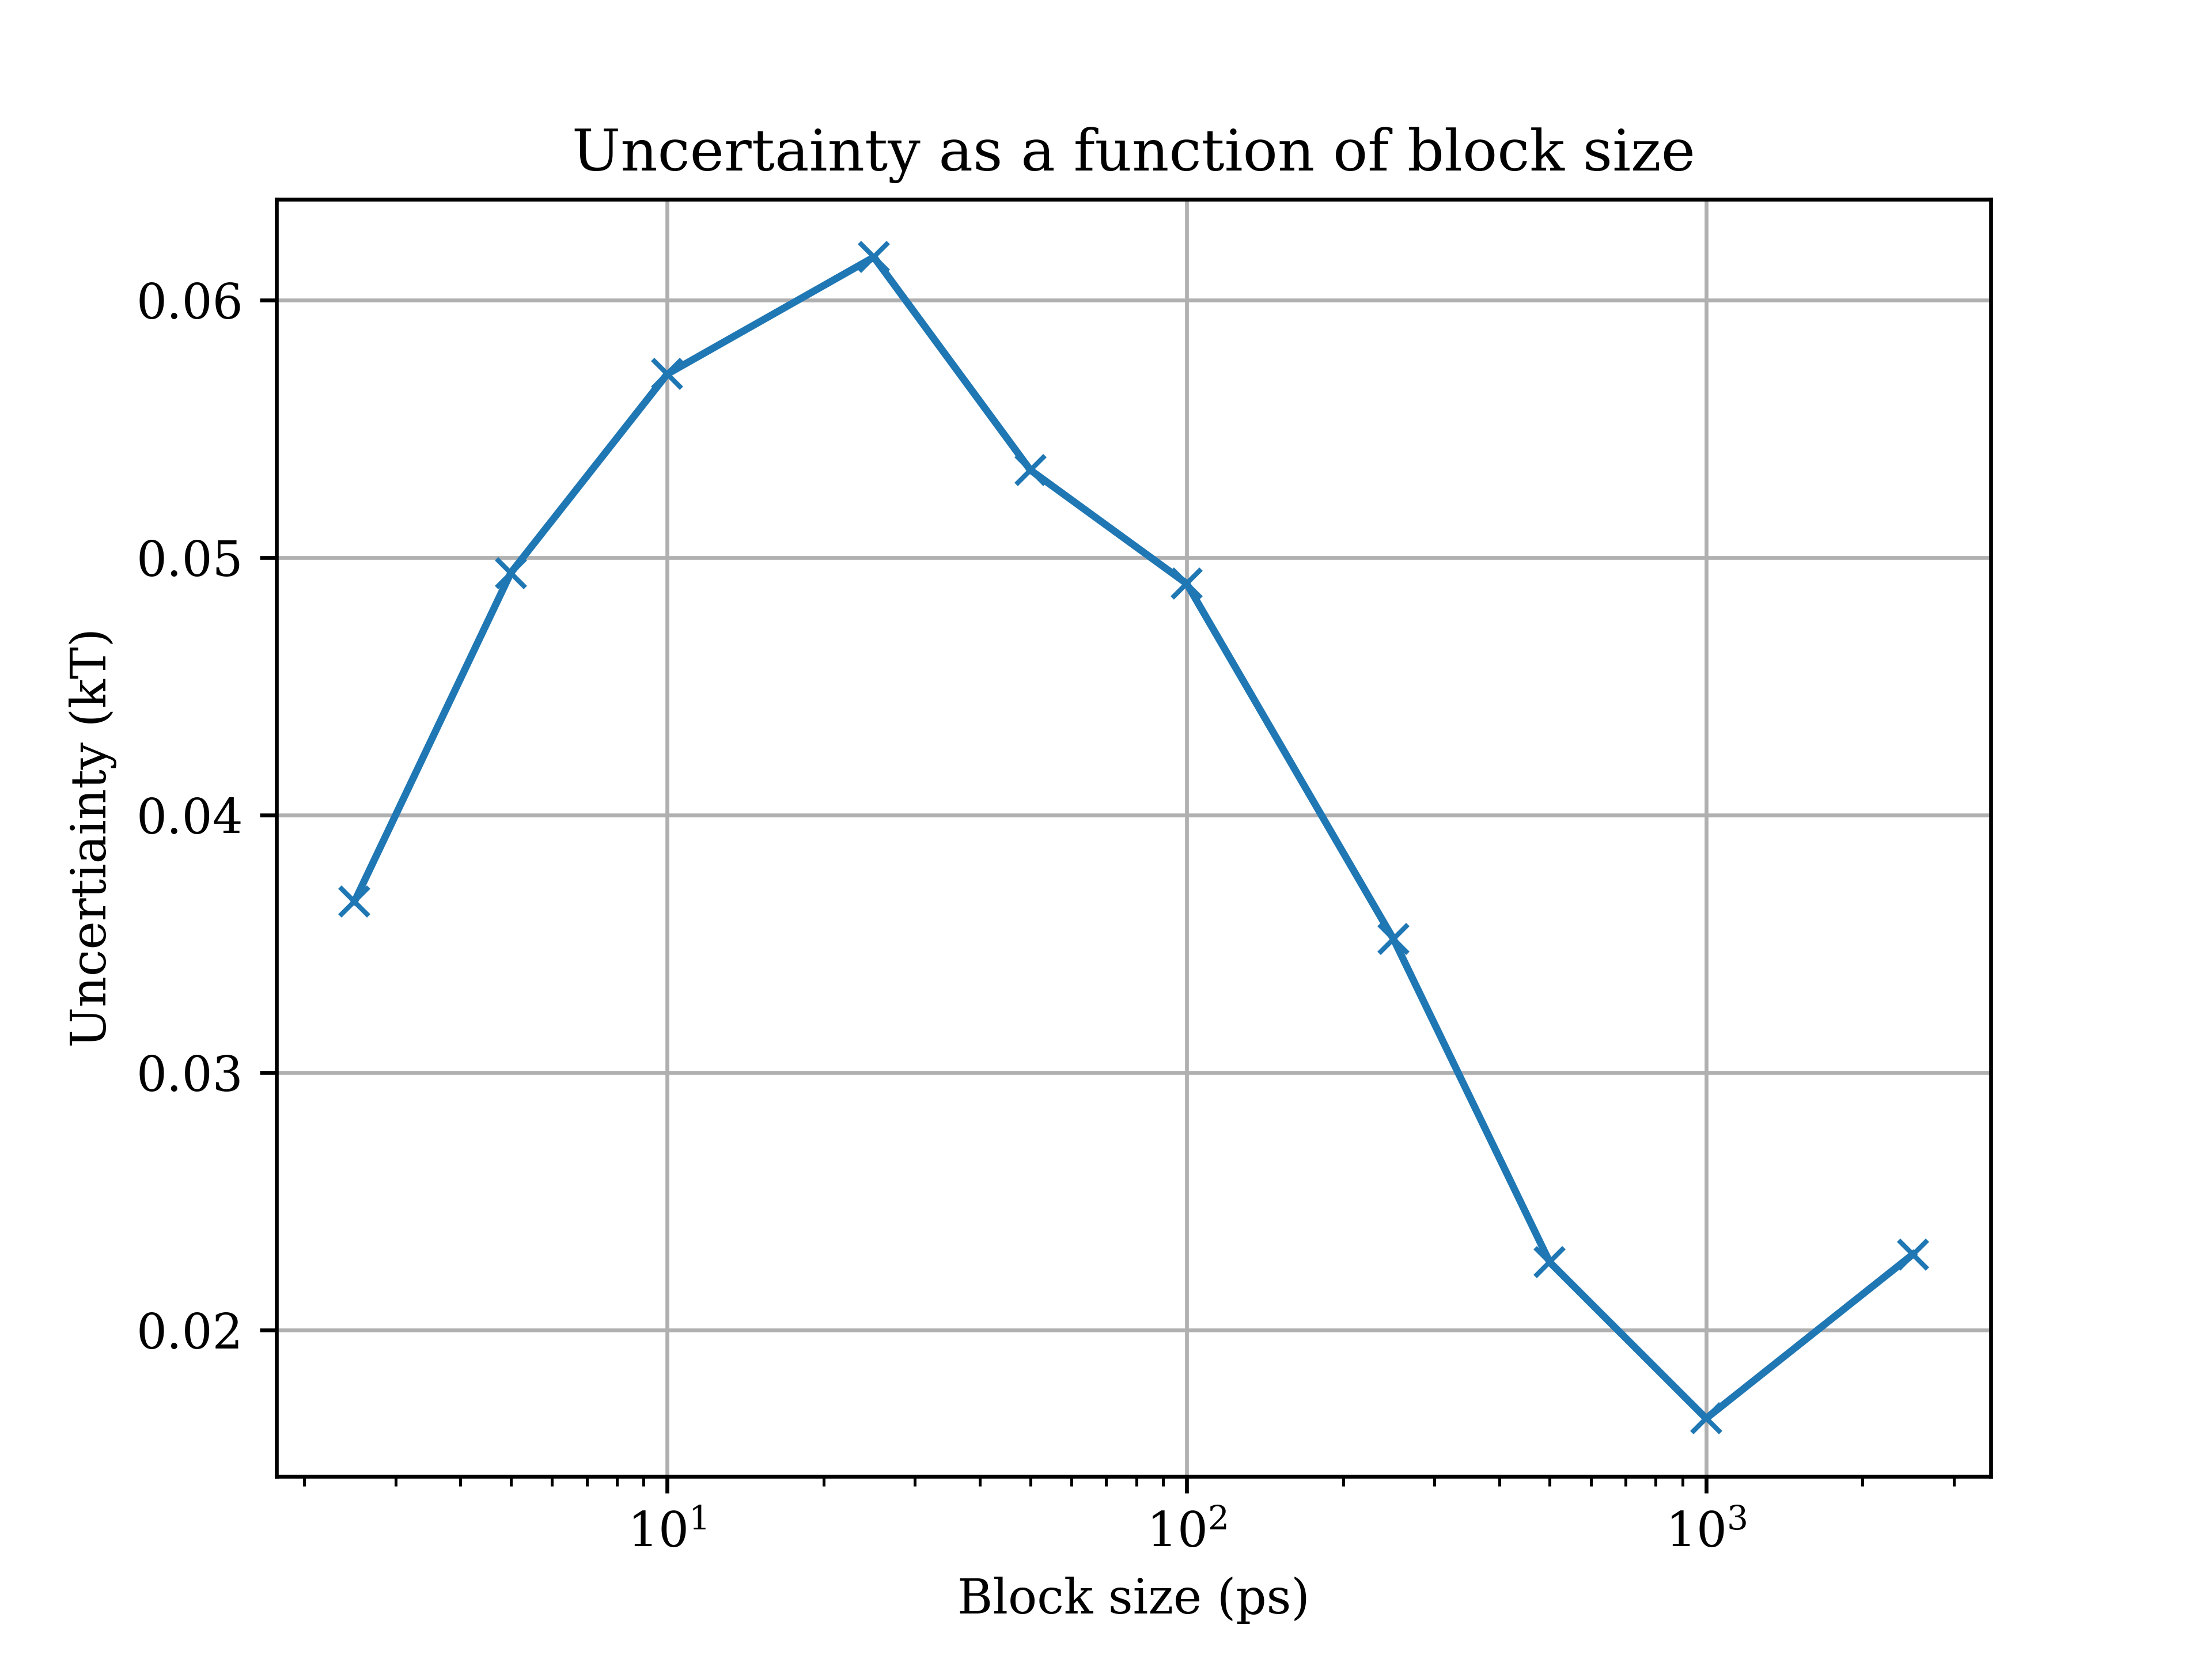 Uncertainty as a function of block size
0.06
0.05
0.04
0.03
0.02
Uncertiainty (kT)
10¹ 10² 10³
Block size (ps)